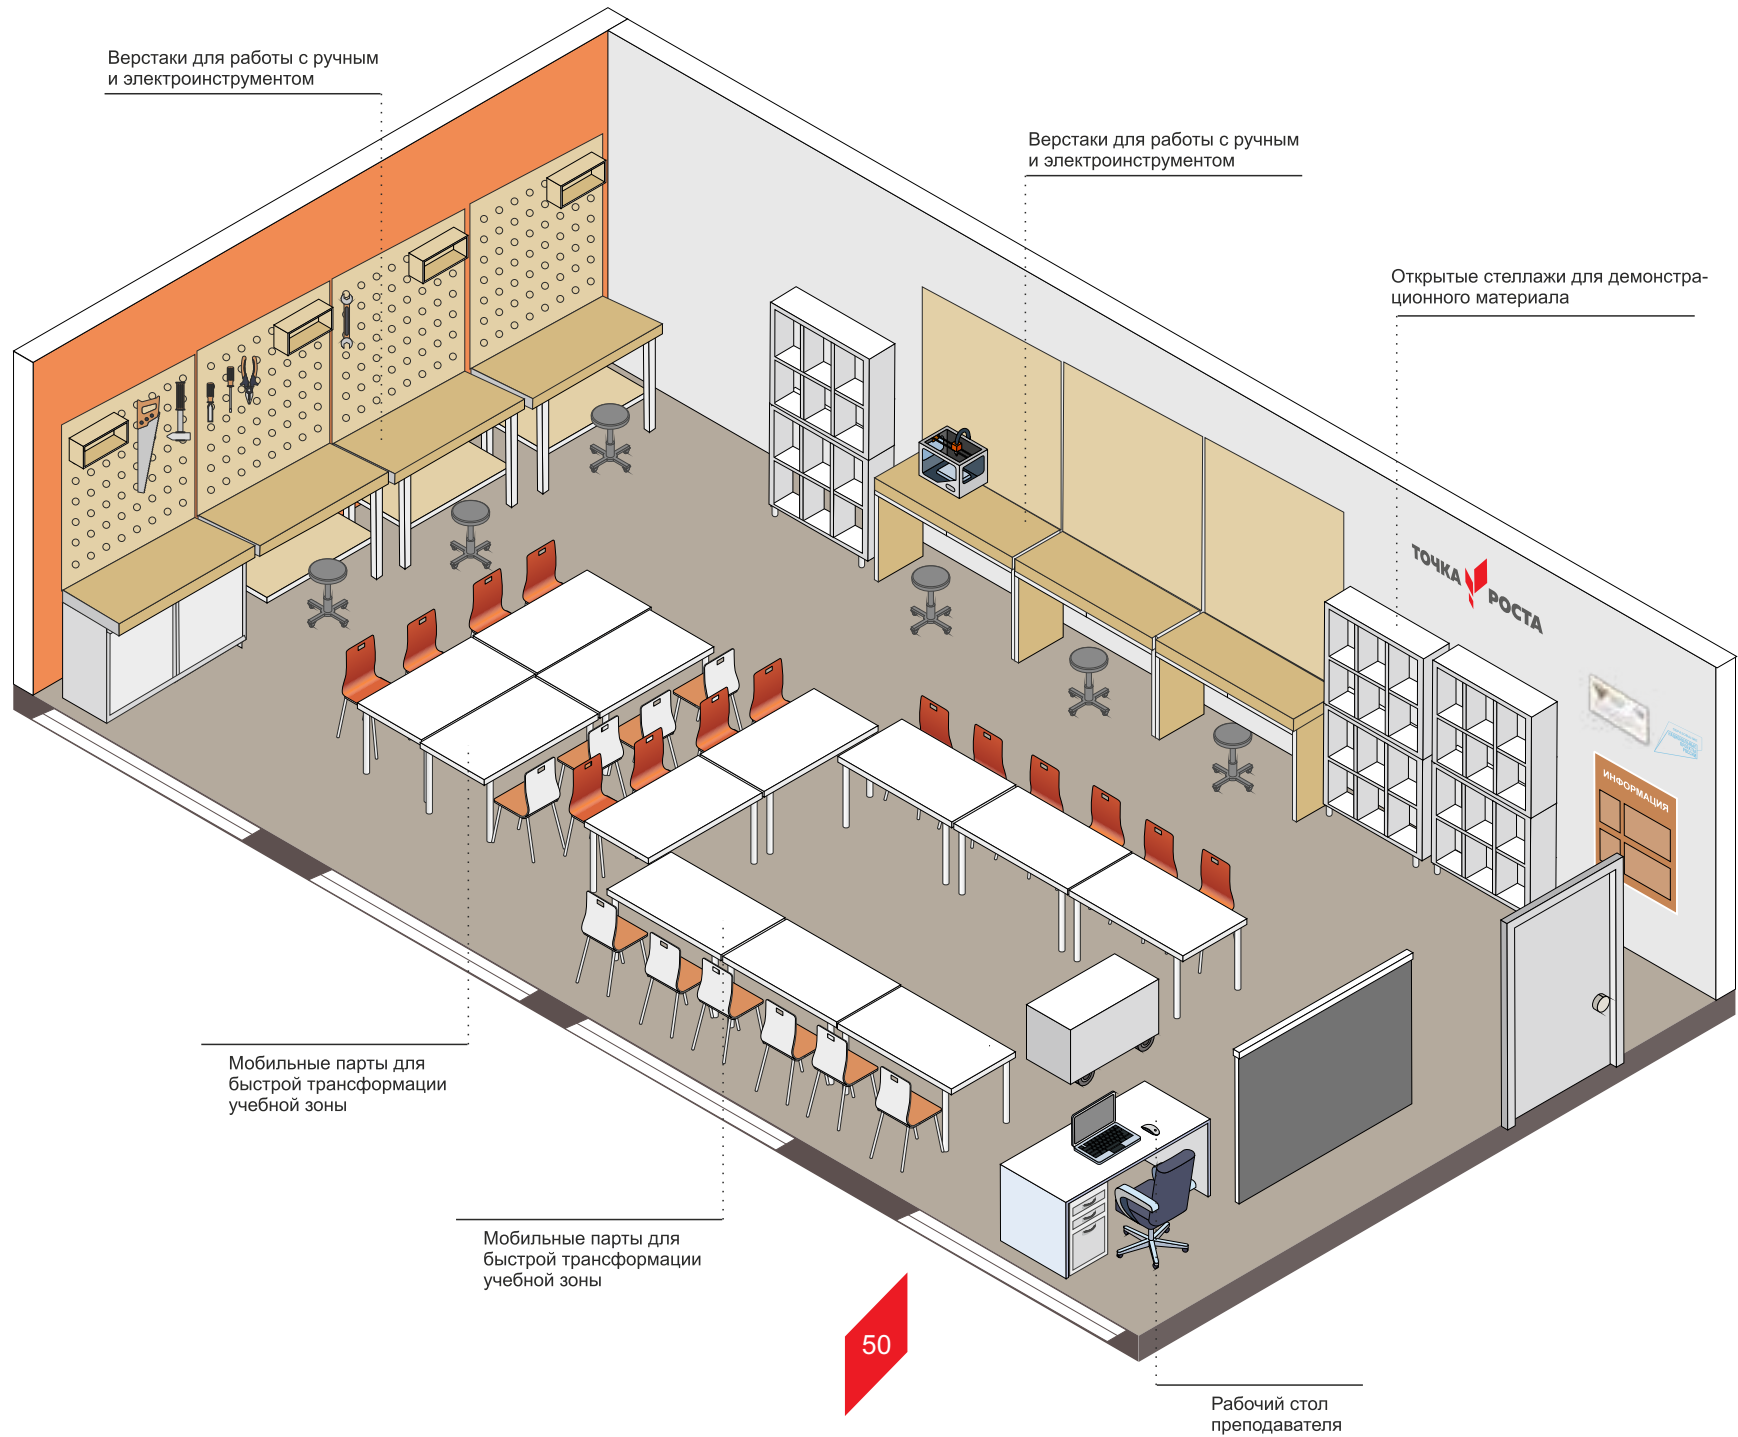 Верстаки для работы с ручным
и электроинструментом
Верстаки для работы с ручным
и электроинструментом
Открытые стеллажи для демонстра-
ционного материала
ТОЧКА
РОСТА
ИНФОРМАЦИЯ
Мобильные парты для
быстрой трансформации
учебной зоны
Мобильные парты для
быстрой трансформации
учебной зоны
50
Рабочий стол
преподавателя